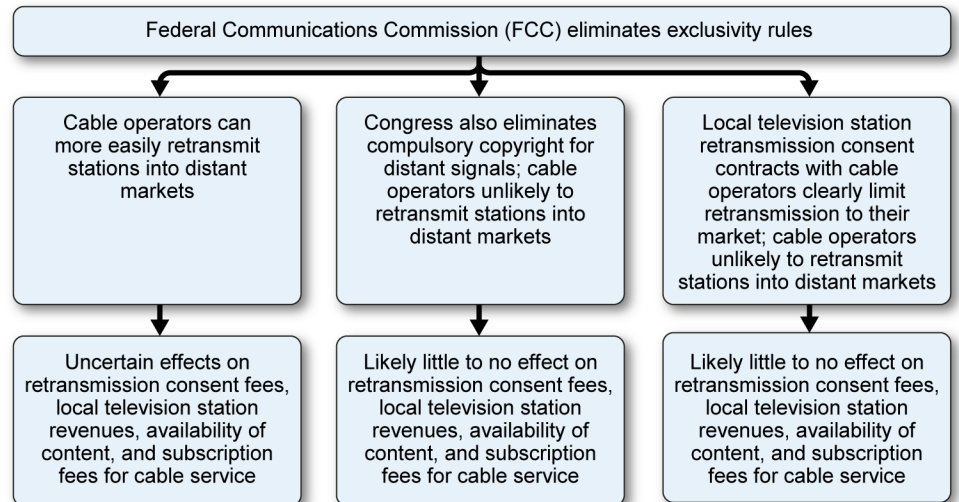 Federal Communications Commission (FCC) eliminates exclusivity rules
Cable operators can
more easily retransmit
stations into distant
markets
Congress also eliminates
compulsory copyright for
distant signals; cable
operators unlikely to
retransmit stations into
distant markets
Local television station
retransmission consent
contracts with cable
operators clearly limit
retransmission to their
market; cable operators
unlikely to retransmit
stations into distant markets
Uncertain effects on
retransmission consent fees,
local television station
revenues, availability of
content, and subscription
fees for cable service
Likely little to no effect on
retransmission consent fees,
local television station
revenues, availability of
content, and subscription
fees for cable service
Likely little to no effect on
retransmission consent fees,
local television station
revenues, availability of
content, and subscription
fees for cable service